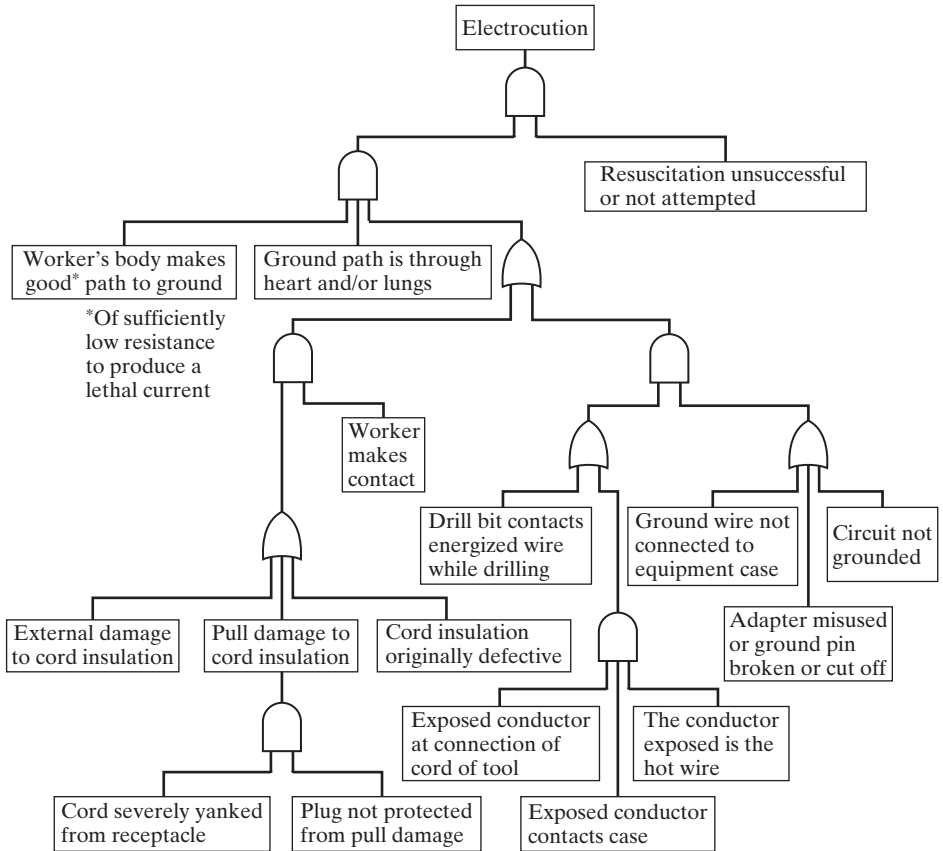 Electrocution
Resuscitation unsuccessful
or not attempted
Worker's body makes
good* path to ground
Ground path is through
heart and/or lungs
*Of sufficiently
low resistance
to produce a
lethal current
Worker
makes
contact
Drill bit contacts
energized wire
while drilling
Ground wire not
connected to
equipment case
Circuit not
grounded
External damage
to cord insulation
Pull damage to
cord insulation
Cord insulation
originally defective
Adapter misused
or ground pin
broken or cut off
Exposed conductor
at connection of
cord of tool
The conductor
exposed is the
hot wire
Cord severely yanked
from receptacle
Plug not protected
from pull damage
Exposed conductor
contacts case